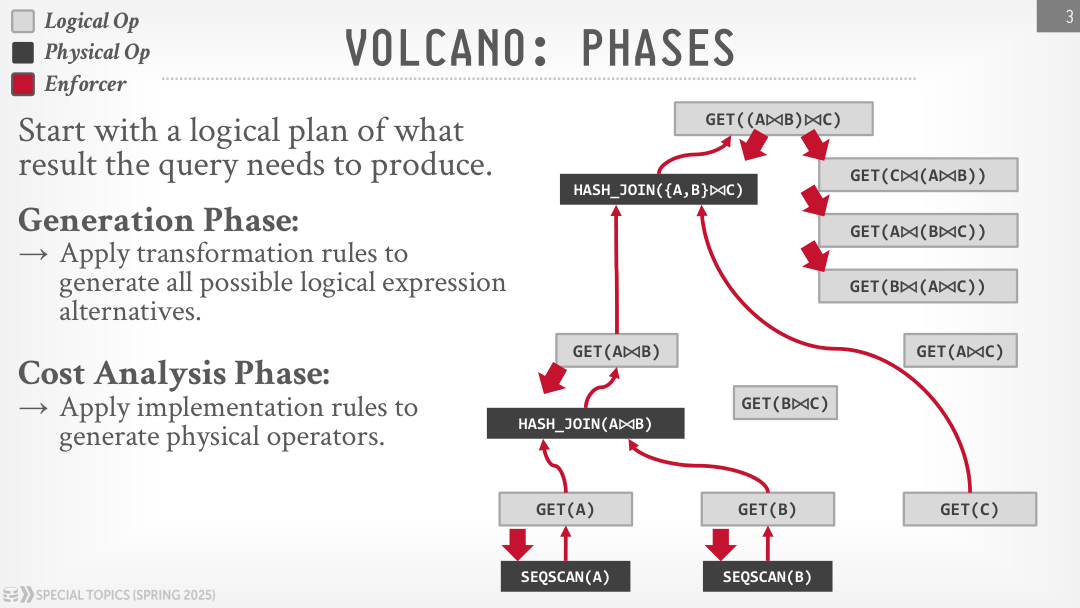 Logical Op
Physical Op
Enforcer
VOLCANO: PHASES
3
Start with a logical plan of what
result the query needs to produce.
Generation Phase:
→ Apply transformation rules to
generate all possible logical expression
alternatives.
Cost Analysis Phase:
→ Apply implementation rules to
generate physical operators.
GET((A⋈B)⋈C)
GET(C⋈(A⋈B))
HASH_JOIN({A,B}⋈C)
GET(A⋈(B⋈C))
GET(B⋈(A⋈C))
GET(A⋈B)
GET(A⋈C)
GET(B⋈C)
HASH_JOIN(A⋈B)
GET(A)
GET(B)
GET(C)
SEQSCAN(A)
SEQSCAN(B)
SPECIAL TOPICS (SPRING 2025)